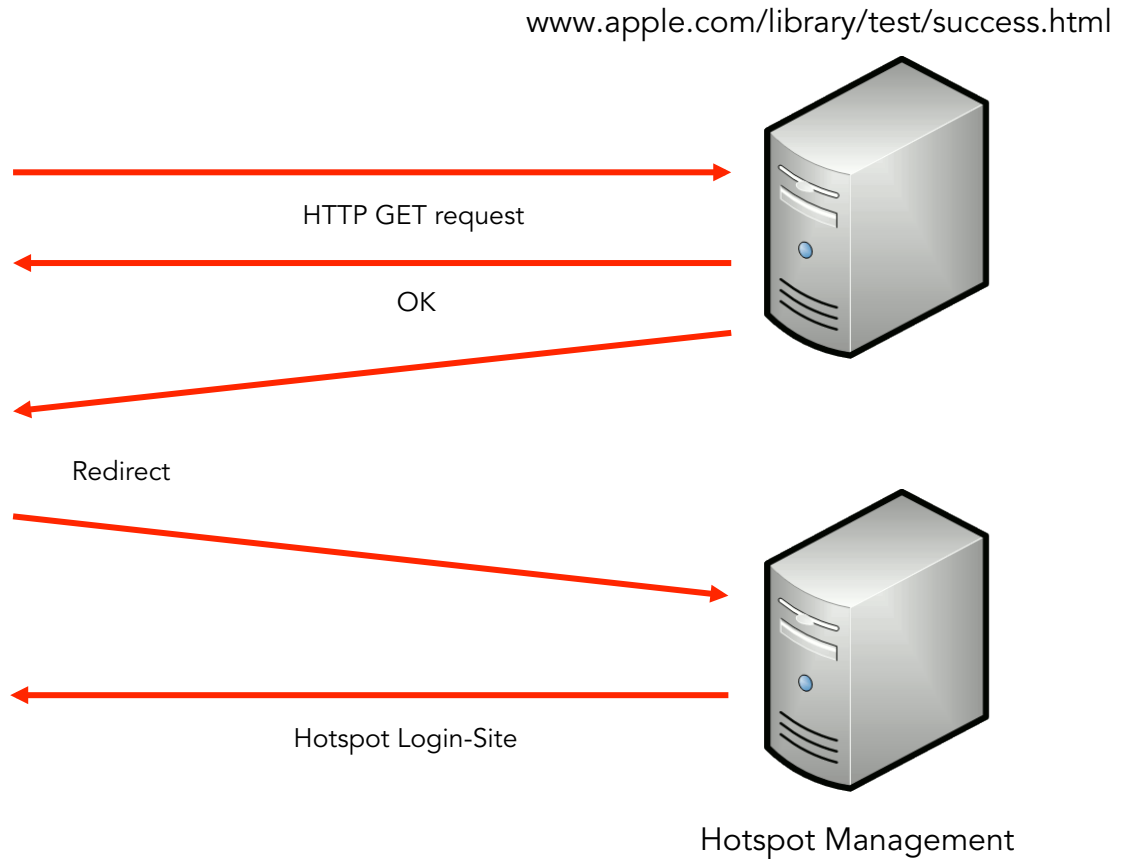 www.apple.com/library/test/success.html
HTTP GET request
OK
Redirect
Hotspot Login-Site
Hotspot Management